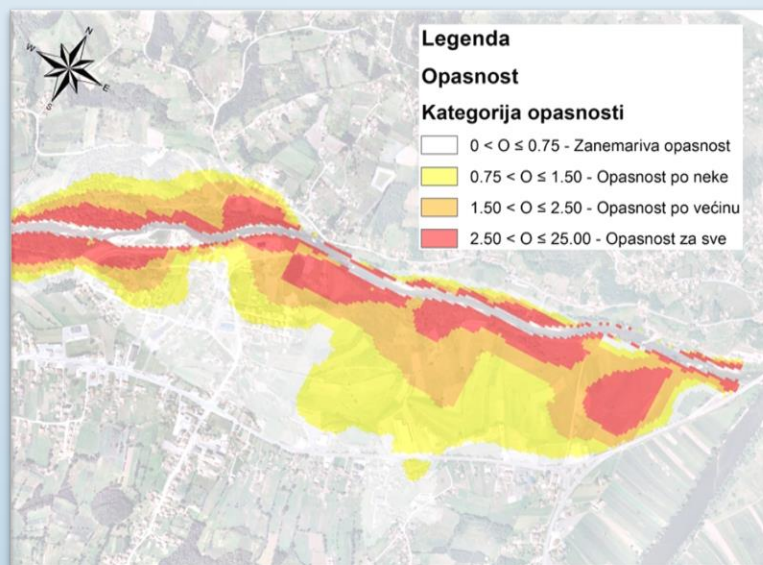 N
W
E
S
Legenda
Opasnost
Kategorija opasnosti
0 < O ≤ 0.75 - Zanemariva opasnost
0.75 < O ≤ 1.50 - Opasnost po neke
1.50 < O ≤ 2.50 - Opasnost po većinu
2.50 < O ≤ 25.00 - Opasnost za sve